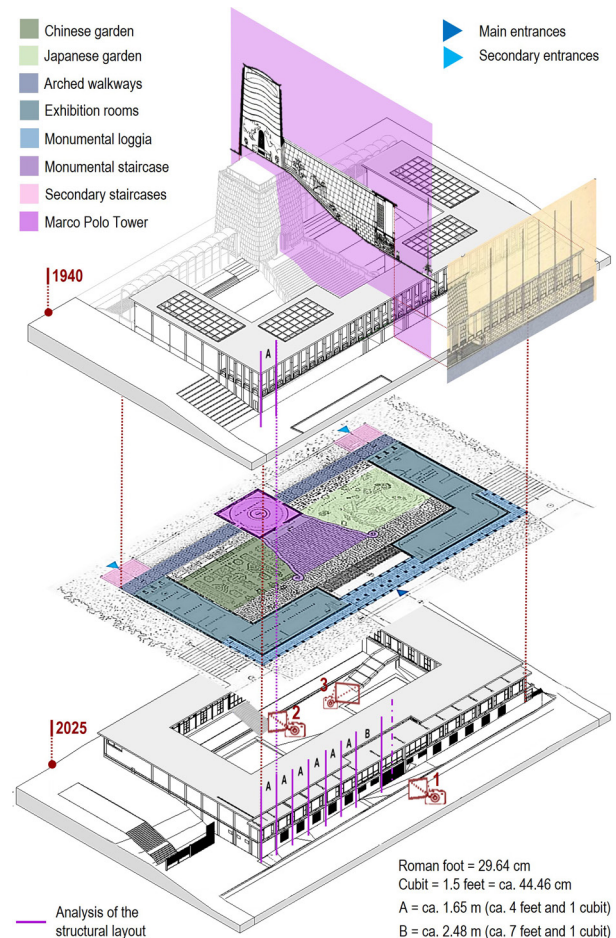 Chinese garden
Japanese garden
Arched walkways
Exhibition rooms
Monumental loggia
Monumental staircase
Secondary staircases
Marco Polo Tower
Main entrances
Secondary entrances
1940
A
2025
3
2
1
A A A A A A B
Analysis of the
structural layout
Roman foot = 29.64 cm
Cubit = 1.5 feet = ca. 44.46 cm
A = ca. 1.65 m (ca. 4 feet and 1 cubit)
B = ca. 2.48 m (ca. 7 feet and 1 cubit)